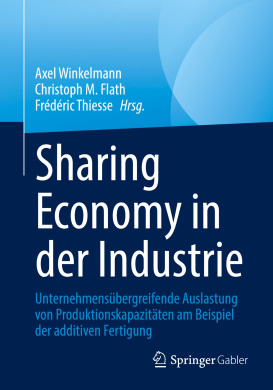 Axel Winkelmann
Christoph M. Flath
Frédéric Thiesse Hrsg.
Sharing
Economy in
der Industrie
Unternehmensübergreifende Auslastung
von Produktionskapazitäten am Beispiel
der additiven Fertigung
Springer Gabler